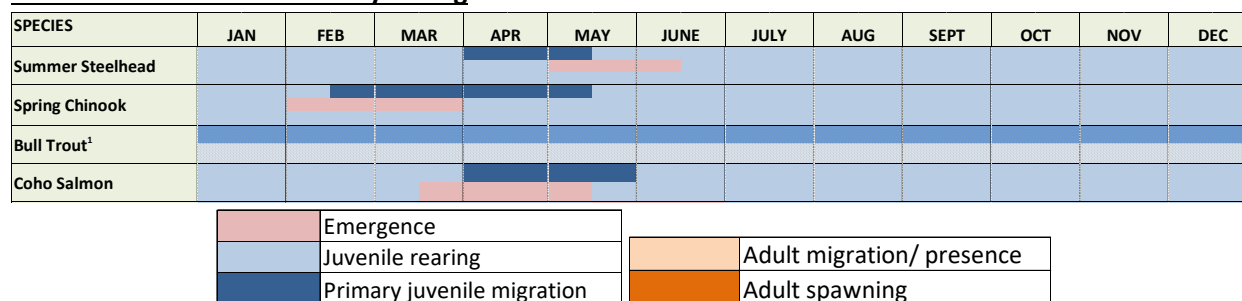 SPECIES JAN FEB MAR APR MAY JUNE JULY AUG SEPT OCT NOV DEC
Summer Steelhead
Spring Chinook
Bull Trout¹
Coho Salmon
Emergence
Juvenile rearing
Adult migration/ presence
Primary juvenile migration
Adult spawning